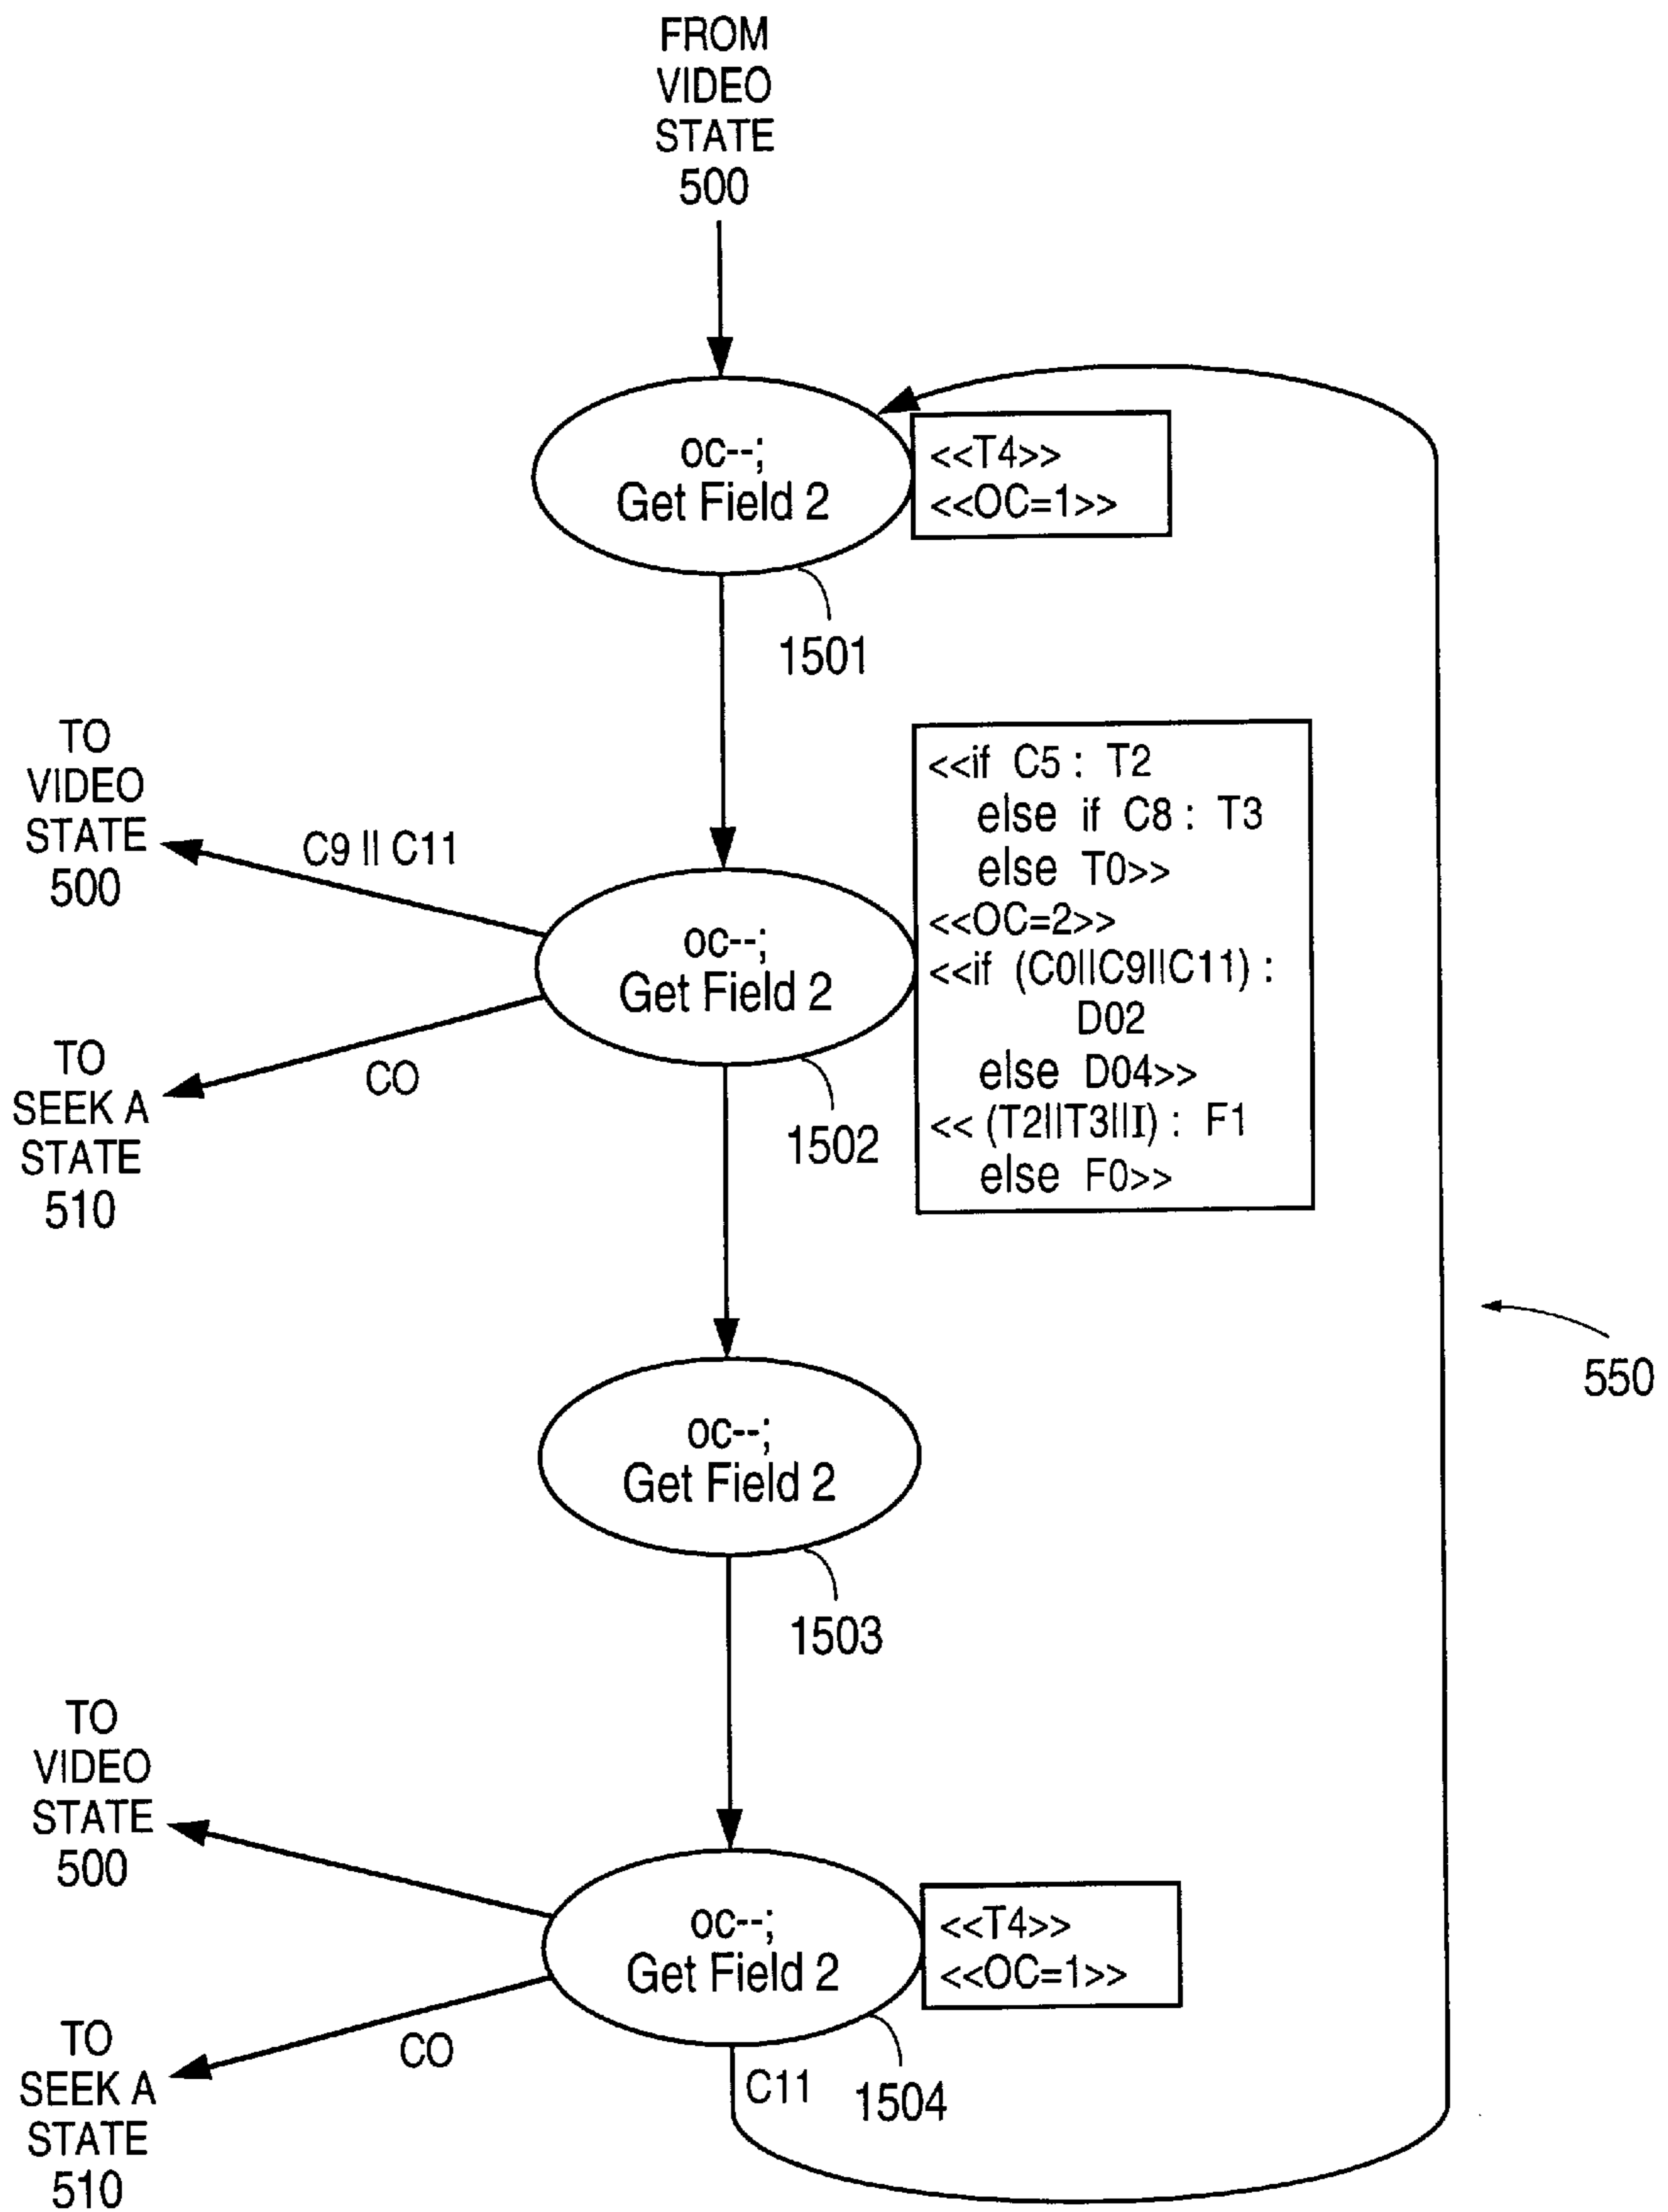 FROM
VIDEO
STATE
500
oc--;
Get Field 2
<<T4>>
<<OC=1>>
1501
TO
VIDEO
STATE
500
C9 || C11
oc--;
Get Field 2
<<if C5 : T2
else if C8 : T3
else T0>>
<<OC=2>>
<<if (C0||C9||C11) :
D02
else D04>>
<< (T2||T3||I) : F1
else F0>>
TO
SEEK A
STATE
510
CO
1502
550
oc--;
Get Field 2
1503
TO
VIDEO
STATE
500
oc--;
Get Field 2
<<T4>>
<<OC=1>>
TO
SEEK A
STATE
510
CO
C11
1504